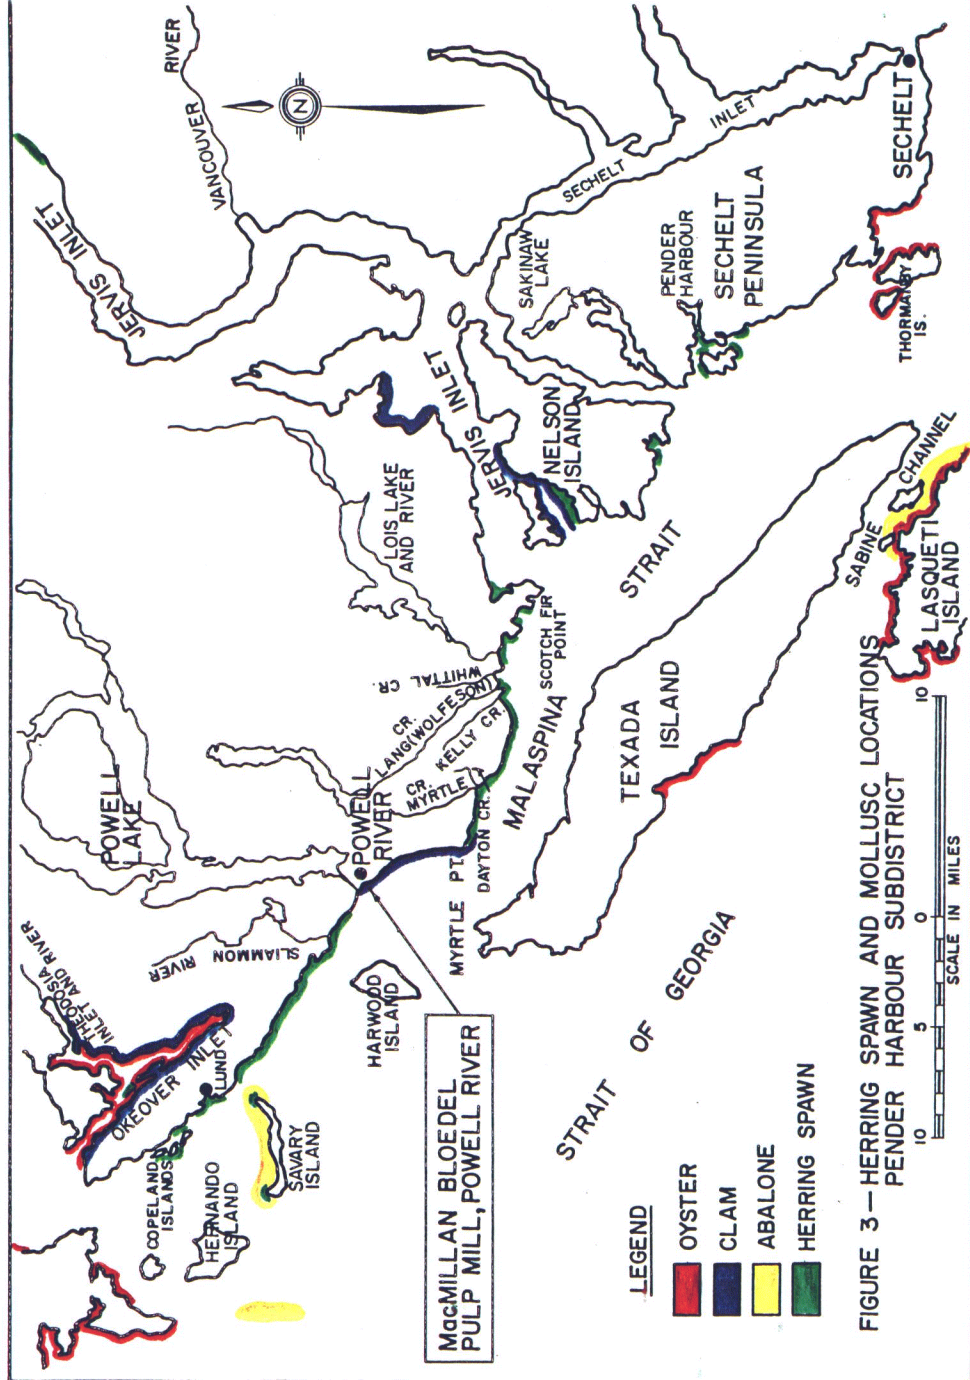 RIVER
VANCOUVER
JERVIS INLET
N
SECHELT
INLET
SECHELT
SAKINAW
LAKE
PENDER
HARBOUR
SECHELT
PENINSULA
THORMANBY
IS.
JERVIS INLET
NELSON
ISLAND
LOIS LAKE
AND RIVER
STRAIT
MALASPINA
SCOTCH FIR
POINT
WHITTAL CR.
CR.
LANG(WOLFESON)
KELLY CR.
CR.
MYRTLE
DAYTON CR.
MYRTLE PT.
POWELL
LAKE
POWELL
RIVER
SLIAMMON
RIVER
THEODOSIA
INLET AND RIVER
OKEOVER INLET
LUND
COPELAND
ISLANDS
HERNANDO
ISLAND
SAVARY
ISLAND
HARWOOD
ISLAND
TEXADA
ISLAND
SABINE CHANNEL
LASQUETI
ISLAND
STRAIT OF GEORGIA
MacMILLAN BLOEDEL
PULP MILL, POWELL RIVER
LEGEND
OYSTER
CLAM
ABALONE
HERRING SPAWN
FIGURE 3—HERRING SPAWN AND MOLLUSC LOCATIONS
PENDER HARBOUR SUBDISTRICT
10 5 0 10
SCALE IN MILES